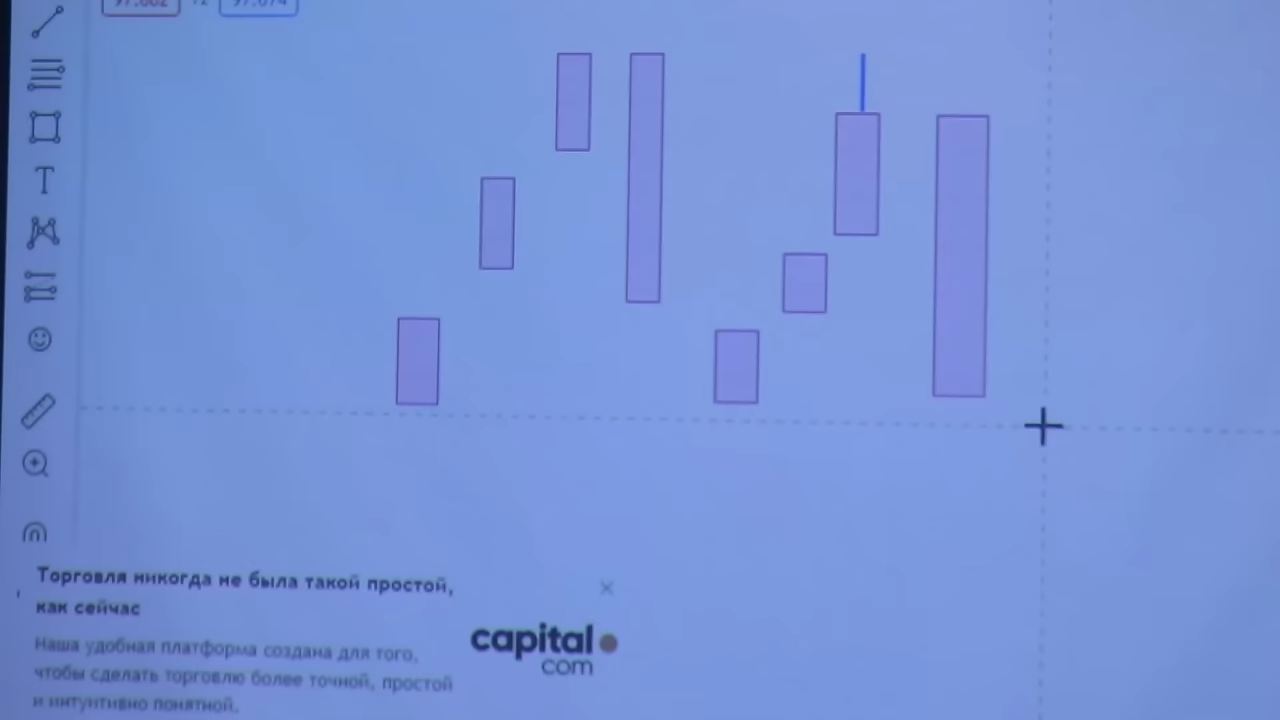 T
Торговля никогда не была такой простой,
как сейчас
capital
com
Наша удобная платформа создана для того,
чтобы сделать торговлю более точной, простой
и интуитивно понятной.